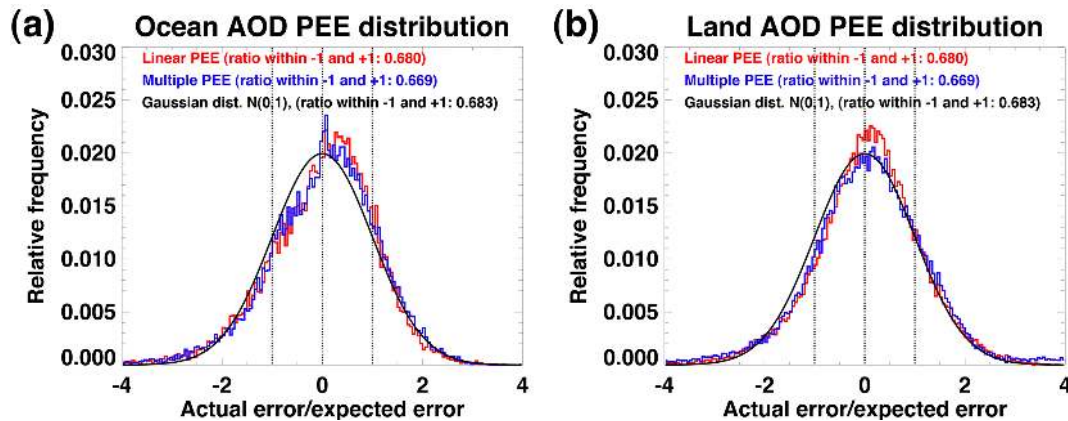 (a) Ocean AOD PEE distribution
0.030
0.025
0.020
0.015
0.010
0.005
0.000
Relative frequency
Linear PEE (ratio within -1 and +1: 0.680)
Multiple PEE (ratio within -1 and +1: 0.669)
Gaussian dist. N(0,1), (ratio within -1 and +1: 0.683)
-4 -2 0 2 4
Actual error/expected error
(b) Land AOD PEE distribution
0.030
0.025
0.020
0.015
0.010
0.005
0.000
Relative frequency
Linear PEE (ratio within -1 and +1: 0.680)
Multiple PEE (ratio within -1 and +1: 0.669)
Gaussian dist. N(0,1), (ratio within -1 and +1: 0.683)
-4 -2 0 2 4
Actual error/expected error